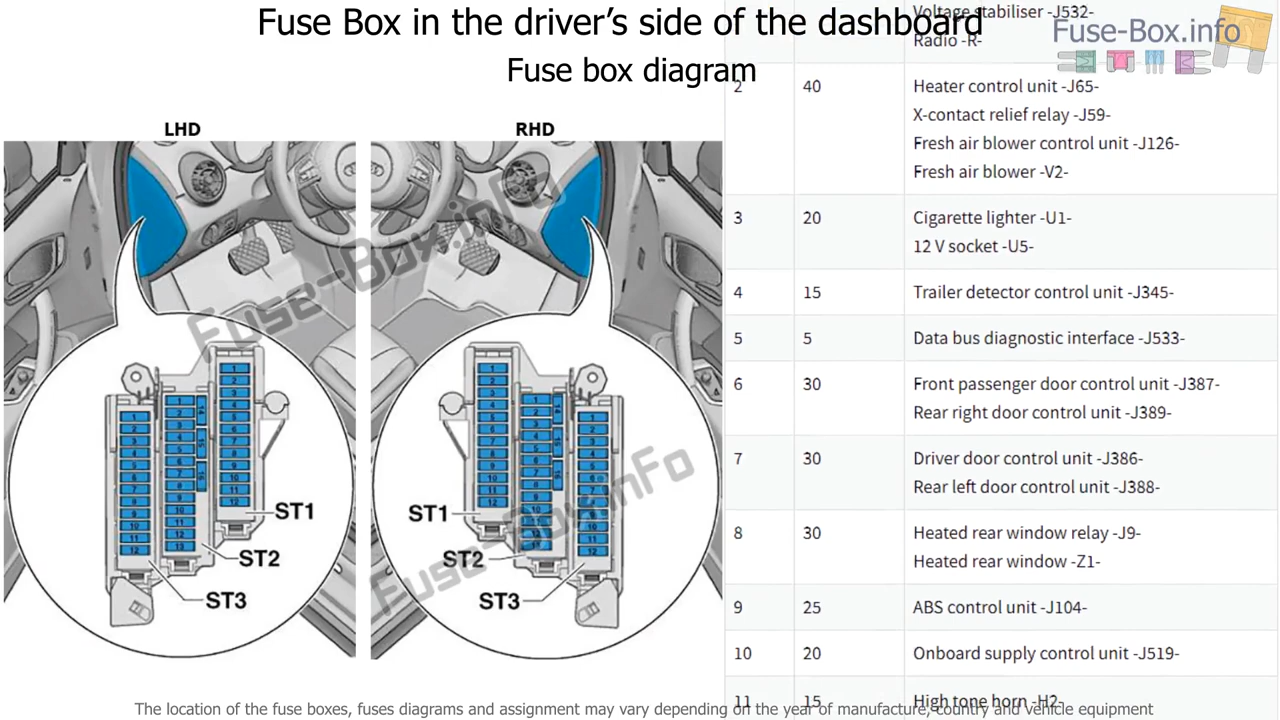 Fuse Box in the driver's side of the dashboard
Fuse box diagram
Fuse-Box.info
LHD
RHD
Fuse-Box.info
Fuse-Box.info
ST1
ST2
ST3
ST1
ST2
ST3
Voltage stabiliser -J532-
Radio -R-
2 40 Heater control unit -J65-
X-contact relief relay -J59-
Fresh air blower control unit -J126-
Fresh air blower -V2-
3 20 Cigarette lighter -U1-
12 V socket -U5-
4 15 Trailer detector control unit -J345-
5 5 Data bus diagnostic interface -J533-
6 30 Front passenger door control unit -J387-
Rear right door control unit -J389-
7 30 Driver door control unit -J386-
Rear left door control unit -J388-
8 30 Heated rear window relay -J9-
Heated rear window -Z1-
9 25 ABS control unit -J104-
10 20 Onboard supply control unit -J519-
11 15 High tone horn -H2-
The location of the fuse boxes, fuses diagrams and assignment may vary depending on the year of manufacture, country and vehicle equipment